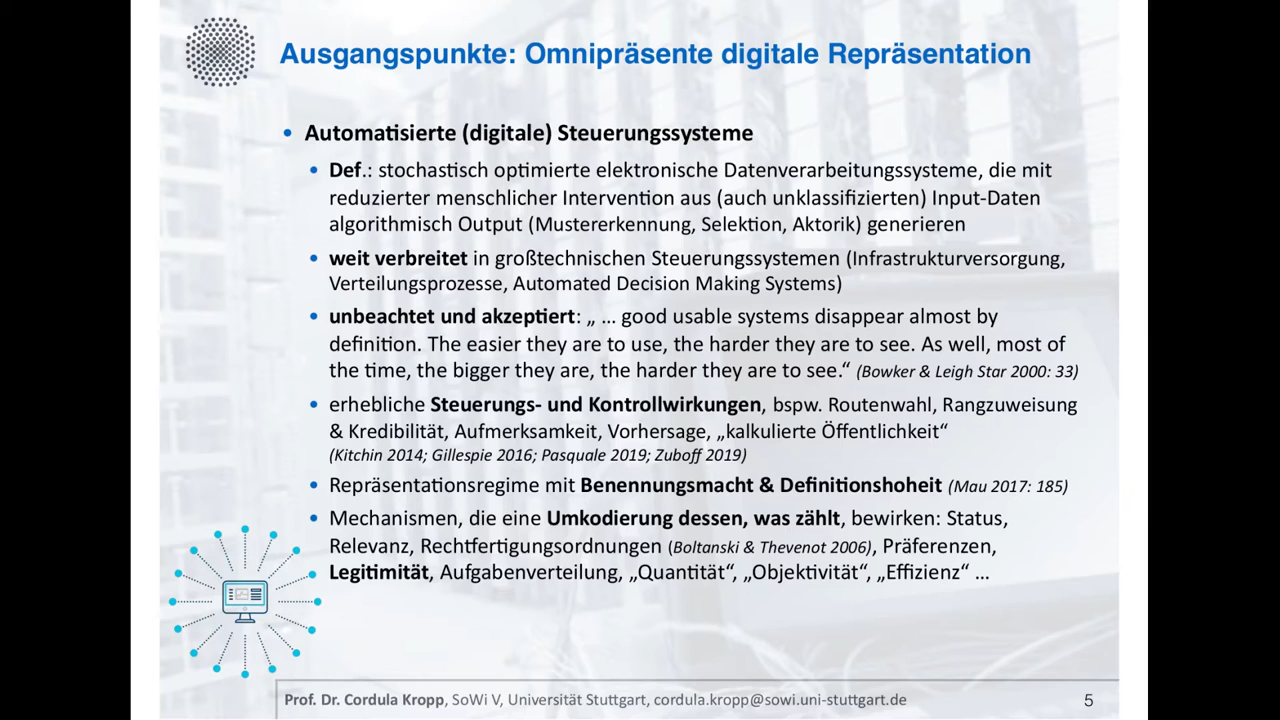 Ausgangspunkte: Omnipräsente digitale Repräsentation
• Automatisierte (digitale) Steuerungssysteme
• Def.: stochastisch optimierte elektronische Datenverarbeitungssysteme, die mit
reduzierter menschlicher Intervention aus (auch unklassifizierten) Input-Daten
algorithmisch Output (Mustererkennung, Selektion, Aktorik) generieren
• weit verbreitet in großtechnischen Steuerungssystemen (Infrastrukturversorgung,
Verteilungsprozesse, Automated Decision Making Systems)
• unbeachtet und akzeptiert: „ … good usable systems disappear almost by
definition. The easier they are to use, the harder they are to see. As well, most of
the time, the bigger they are, the harder they are to see.“ (Bowker & Leigh Star 2000: 33)
• erhebliche Steuerungs- und Kontrollwirkungen, bspw. Routenwahl, Rangzuweisung
& Kredibilität, Aufmerksamkeit, Vorhersage, „kalkulierte Öffentlichkeit“
(Kitchin 2014; Gillespie 2016; Pasquale 2019; Zuboff 2019)
• Repräsentationsregime mit Benennungsmacht & Definitionshoheit (Mau 2017: 185)
• Mechanismen, die eine Umkodierung dessen, was zählt, bewirken: Status,
Relevanz, Rechtfertigungsordnungen (Boltanski & Thevenot 2006), Präferenzen,
Legitimität, Aufgabenverteilung, „Quantität“, „Objektivität“, „Effizienz“ …
Prof. Dr. Cordula Kropp, SoWi V, Universität Stuttgart, cordula.kropp@sowi.uni-stuttgart.de
5